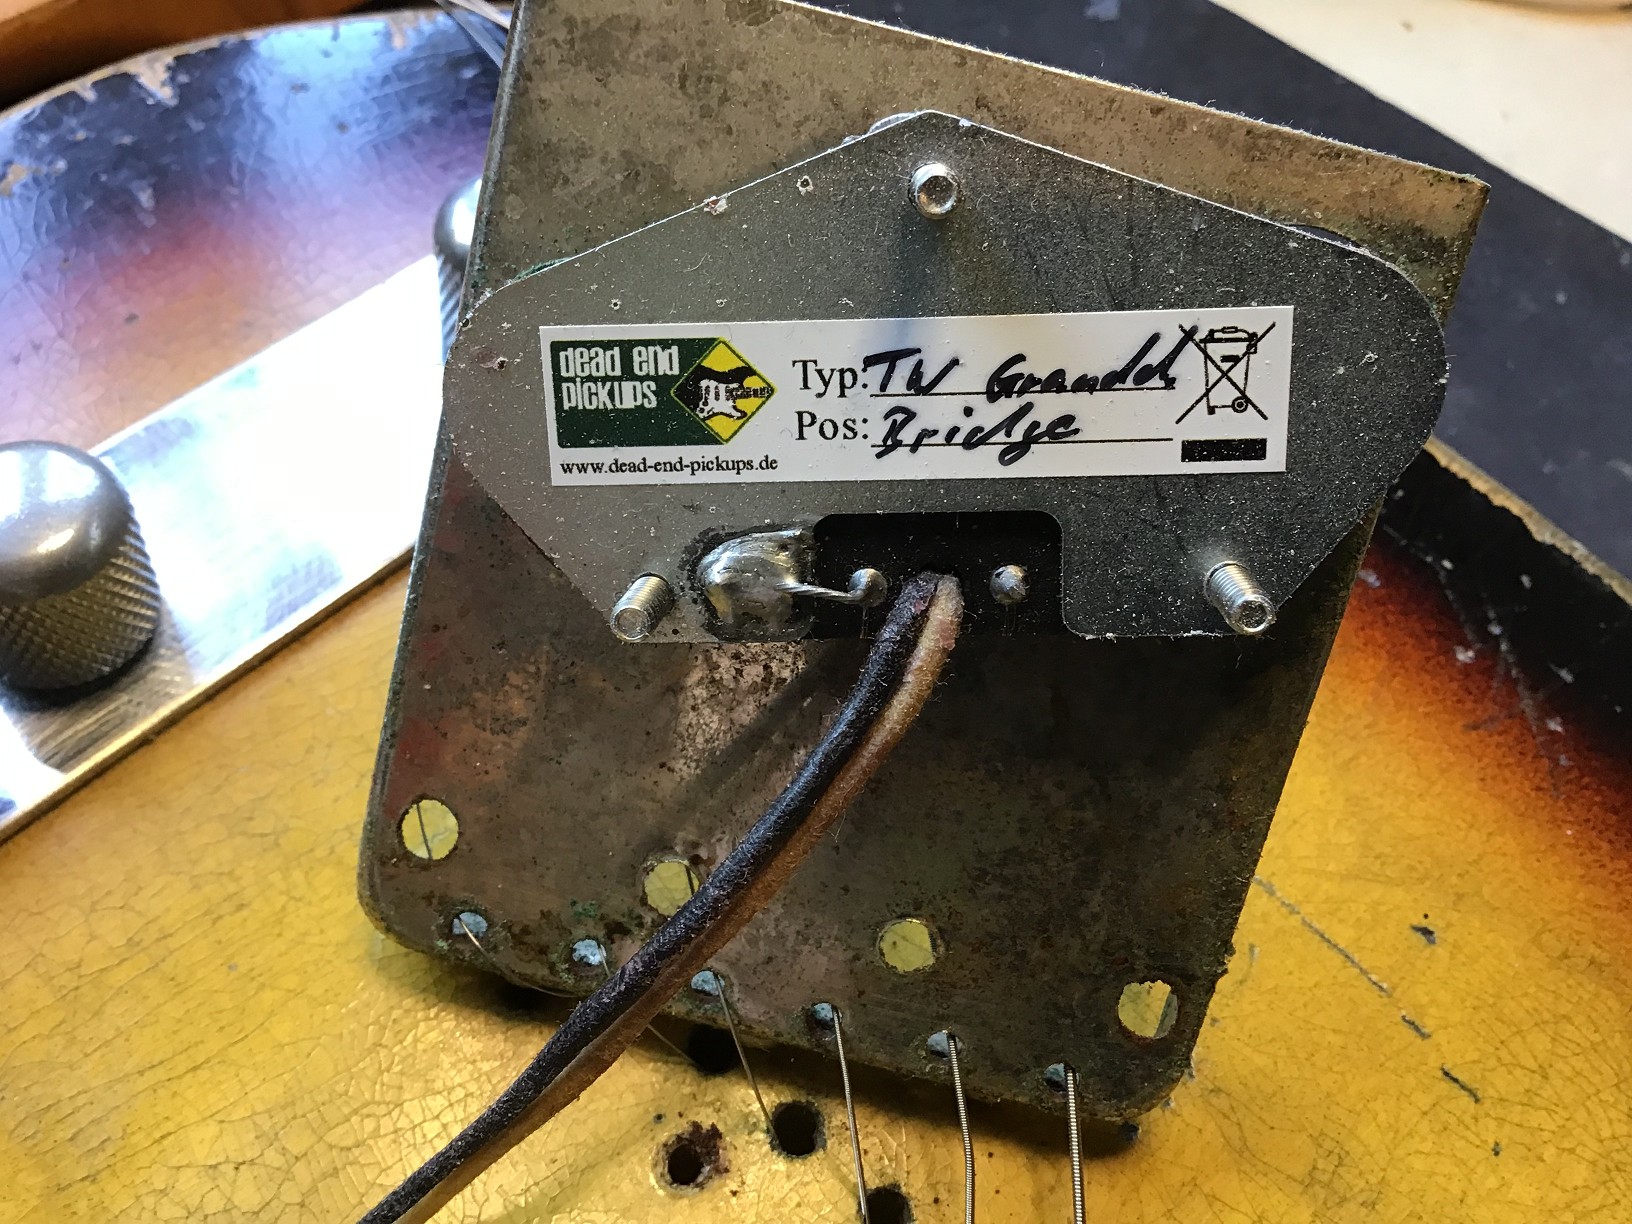 dead end
pickups
Typ: TW Grandd
Pos: Bridge
www.dead-end-pickups.de